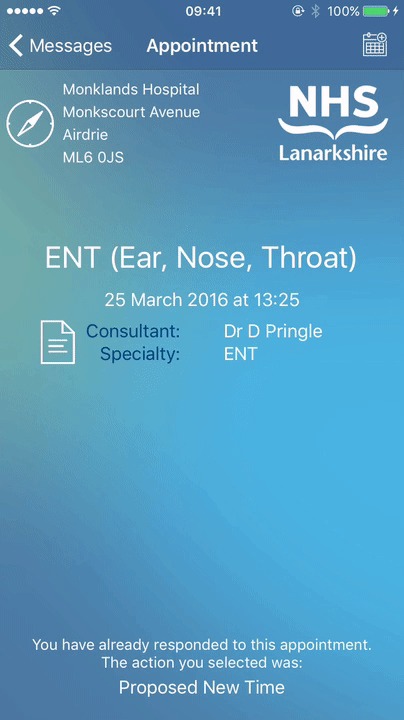 09:41
100%
Messages
Appointment
Monklands Hospital
Monkscourt Avenue
Airdrie
ML6 0JS
NHS
Lanarkshire
ENT (Ear, Nose, Throat)
25 March 2016 at 13:25
Consultant: Dr D Pringle
Specialty: ENT
You have already responded to this appointment.
The action you selected was:
Proposed New Time